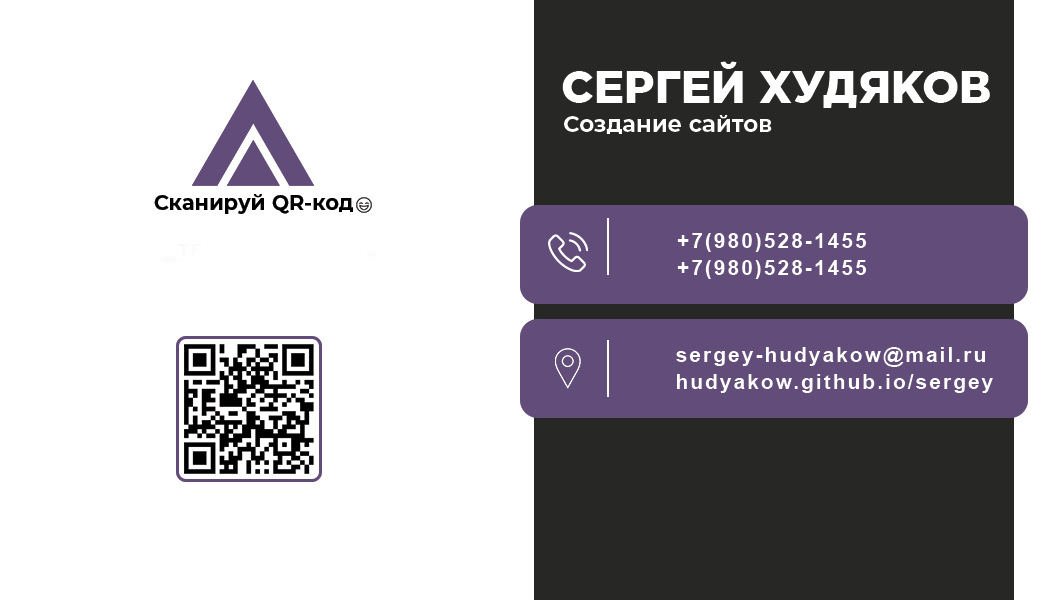 Сканируй QR-код😄
СЕРГЕЙ ХУДЯКОВ
Создание сайтов
+7(980)528-1455
+7(980)528-1455
sergey-hudyakow@mail.ru
hudyakow.github.io/sergey